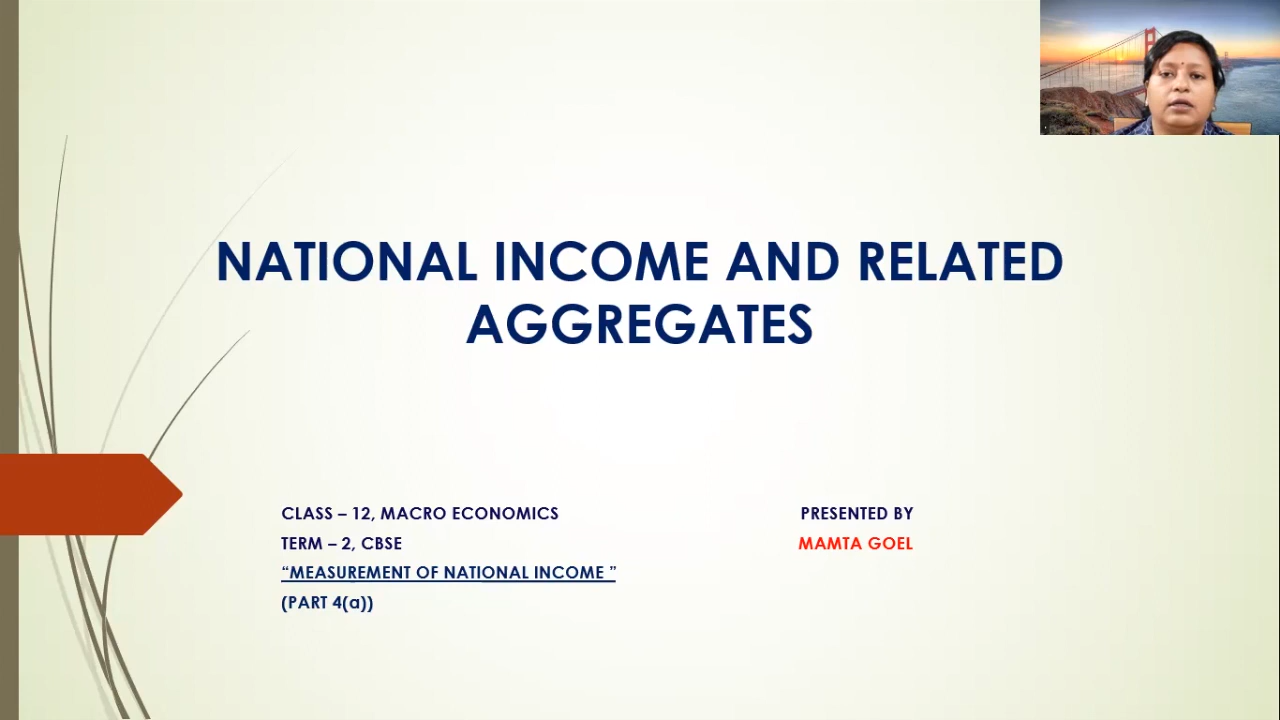 NATIONAL INCOME AND RELATED
AGGREGATES
CLASS – 12, MACRO ECONOMICS
TERM – 2, CBSE
“MEASUREMENT OF NATIONAL INCOME ”
(PART 4(a))
PRESENTED BY
MAMTA GOEL